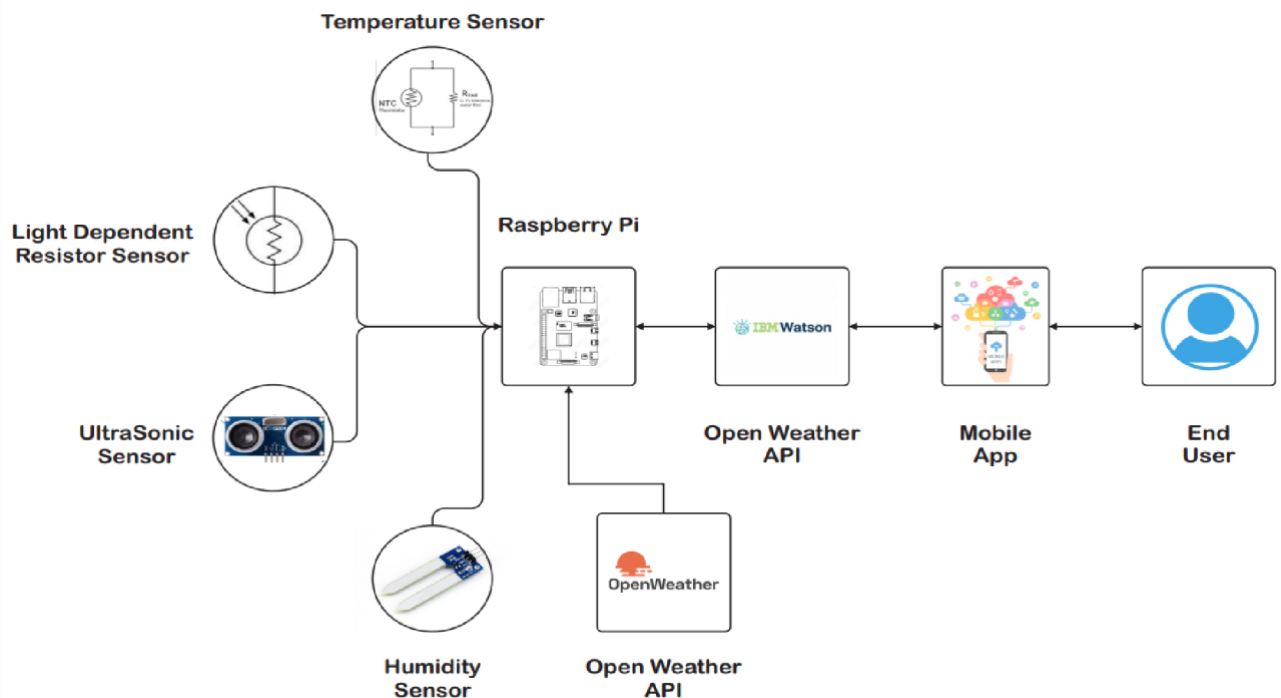 Temperature Sensor
NTC
Thermistor
Light Dependent
Resistor Sensor
Raspberry Pi
IBM Watson
UltraSonic
Sensor
Open Weather
API
Mobile
App
End
User
OpenWeather
Humidity
Sensor
Open Weather
API